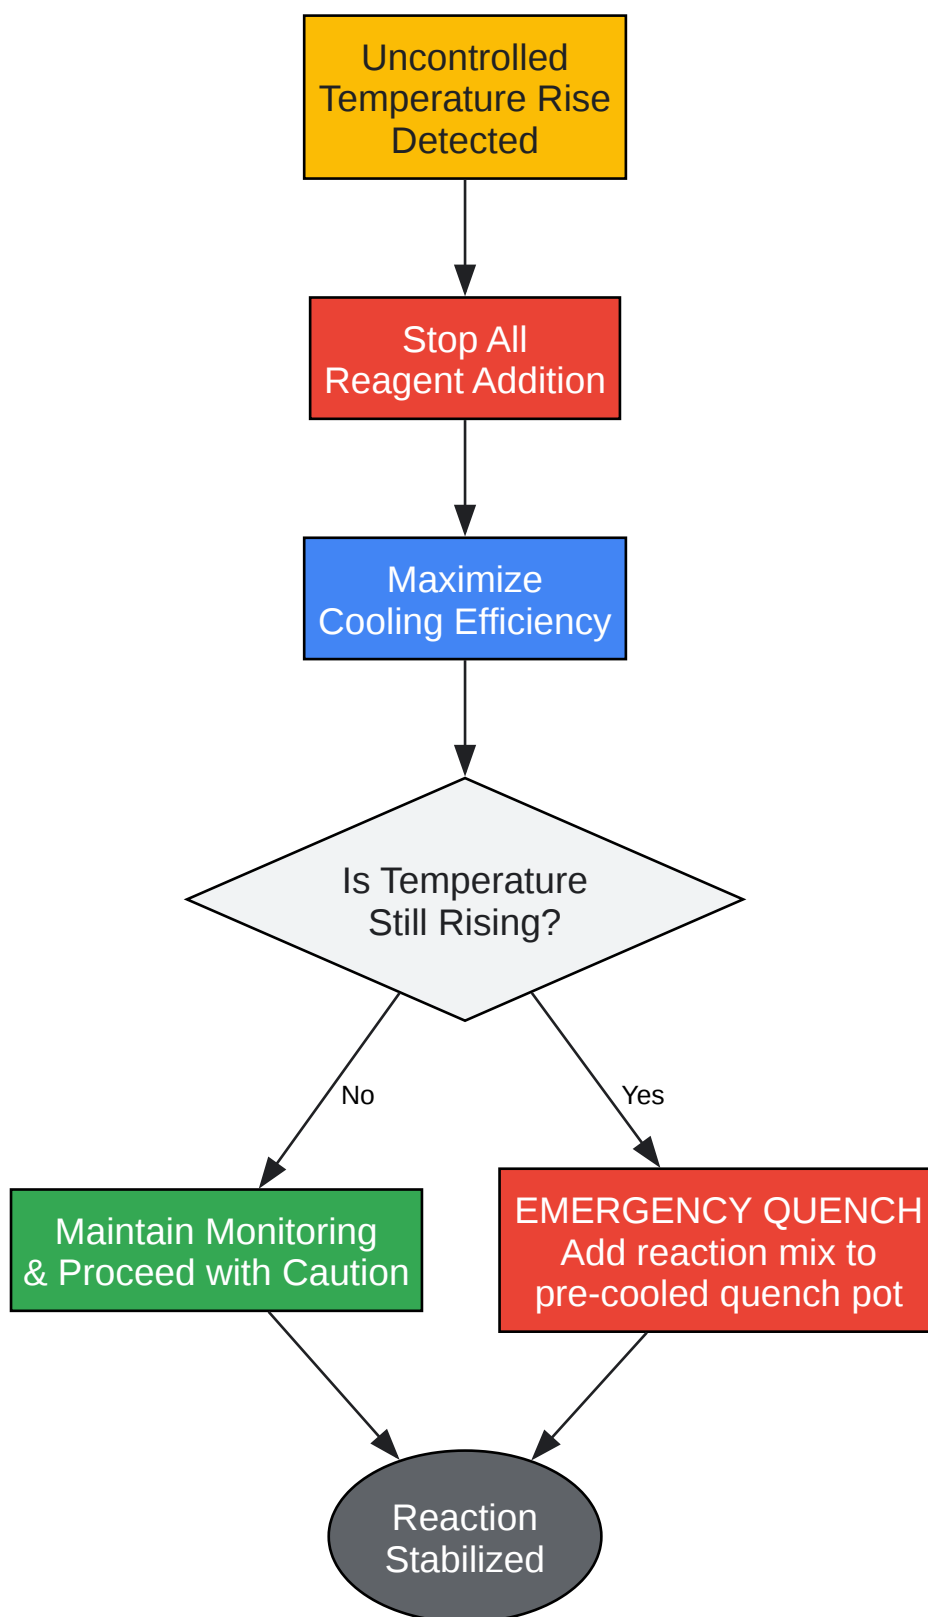 Uncontrolled
Temperature Rise
Detected
Stop All
Reagent Addition
Maximize
Cooling Efficiency
Is Temperature
Still Rising?
No
Yes
Maintain Monitoring
& Proceed with Caution
EMERGENCY QUENCH
Add reaction mix to
pre-cooled quench pot
Reaction
Stabilized